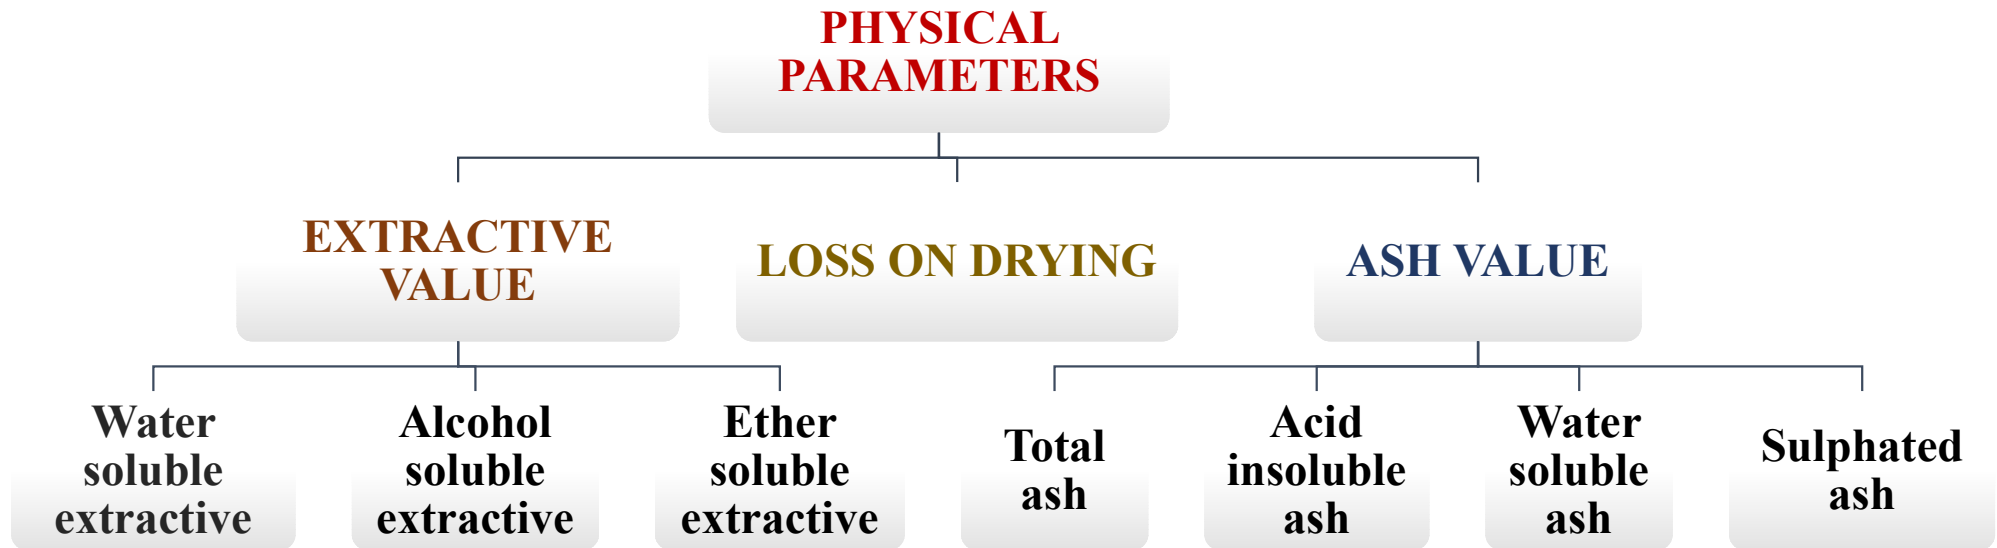 PHYSICAL
PARAMETERS
EXTRACTIVE
VALUE
LOSS ON DRYING
ASH VALUE
Water
soluble
extractive
Alcohol
soluble
extractive
Ether
soluble
extractive
Total
ash
Acid
insoluble
ash
Water
soluble
ash
Sulphated
ash